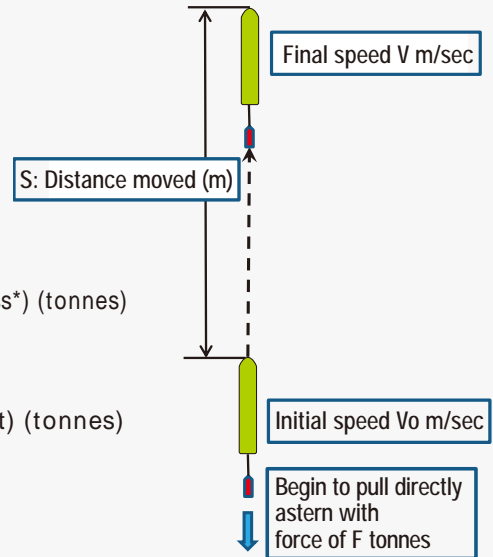 Final speed V m/sec
S: Distance moved (m)
s*) (tonnes)
t) (tonnes)
Initial speed Vo m/sec
Begin to pull directly
astern with
force of F tonnes